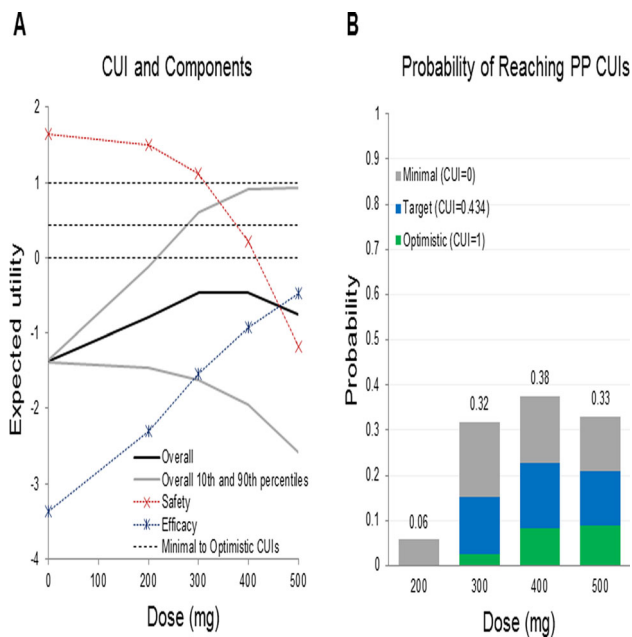 A
CUI and Components
Expected utility
2
1
0
-1
-2
-3
-4
Overall
Overall 10th and 90th percentiles
Safety
Efficacy
Minimal to Optimistic CUIs
0 100 200 300 400 500
Dose (mg)
B
Probability of Reaching PP CUIs
Probability
1
0.9
0.8
0.7
0.6
0.5
0.4
0.3
0.2
0.1
0
Minimal (CUI=0)
Target (CUI=0.434)
Optimistic (CUI=1)
0.06
0.32
0.38
0.33
200 300 400 500
Dose (mg)